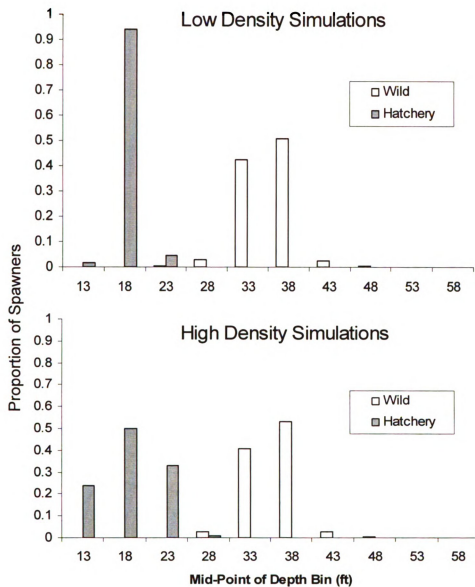 Low Density Simulations
1
0.9
0.8
0.7
0.6
0.5
0.4
0.3
0.2
0.1
0
Wild
Hatchery
13 18 23 28 33 38 43 48 53 58
Proportion of Spawners
High Density Simulations
1
0.9
0.8
0.7
0.6
0.5
0.4
0.3
0.2
0.1
0
Wild
Hatchery
13 18 23 28 33 38 43 48 53 58
Mid-Point of Depth Bin (ft)